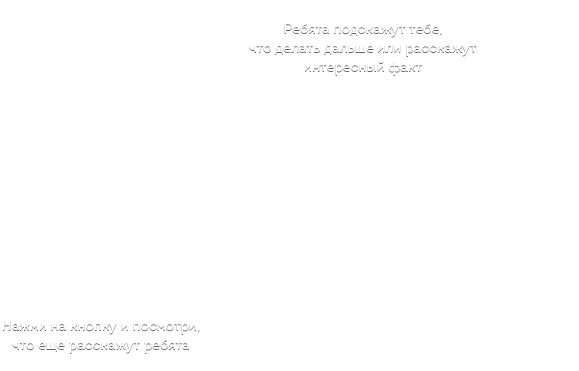 Ребята подскажут тебе,
что делать дальше или расскажут
интересный факт
Нажми на кнопку и посмотри,
что еще расскажут ребята